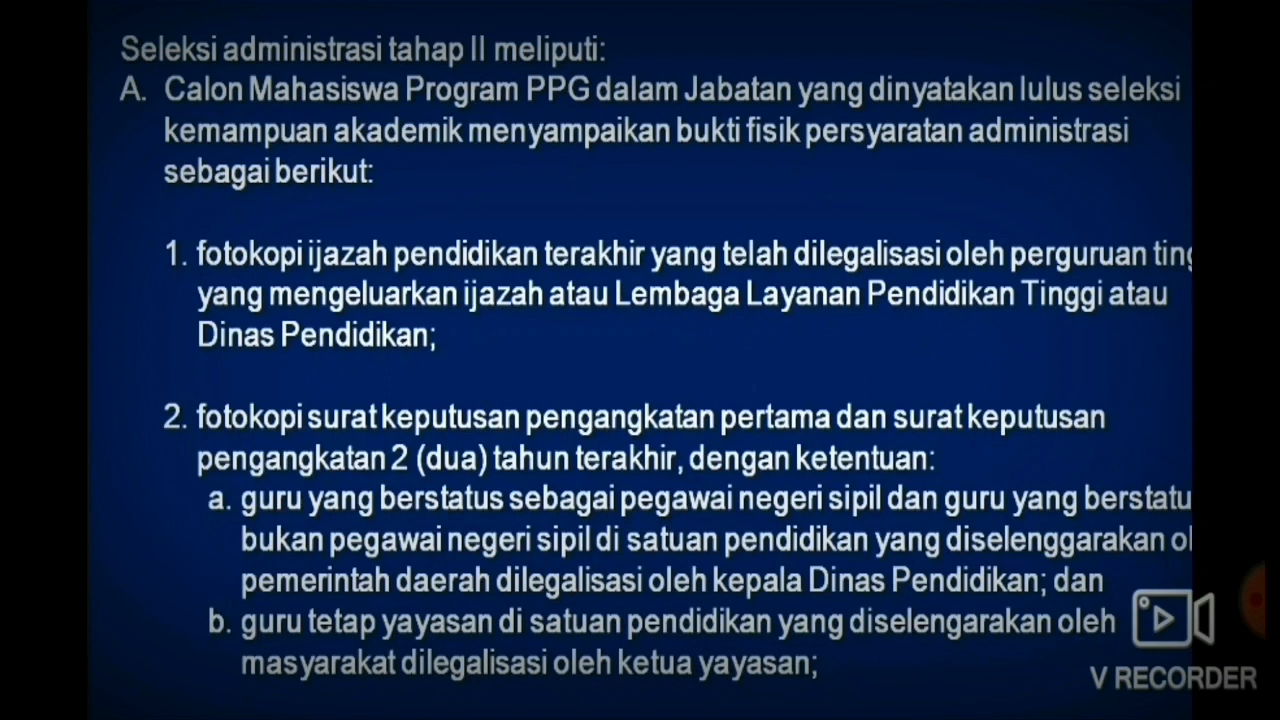 Seleksi administrasi tahap II meliputi:
A. Calon Mahasiswa Program PPG dalam Jabatan yang dinyatakan lulus seleksi
kemampuan akademik menyampaikan bukti fisik persyaratan administrasi
sebagai berikut:
1. fotokopi ijazah pendidikan terakhir yang telah dilegalisasi oleh perguruan ting
yang mengeluarkan ijazah atau Lembaga Layanan Pendidikan Tinggi atau
Dinas Pendidikan;
2. fotokopi surat keputusan pengangkatan pertama dan surat keputusan
pengangkatan 2 (dua) tahun terakhir, dengan ketentuan:
a. guru yang berstatus sebagai pegawai negeri sipil dan guru yang berstatu
bukan pegawai negeri sipil di satuan pendidikan yang diselenggarakan ol
pemerintah daerah dilegalisasi oleh kepala Dinas Pendidikan; dan
b. guru tetap yayasan di satuan pendidikan yang diselengarakan oleh
masyarakat dilegalisasi oleh ketua yayasan;
V RECORDER